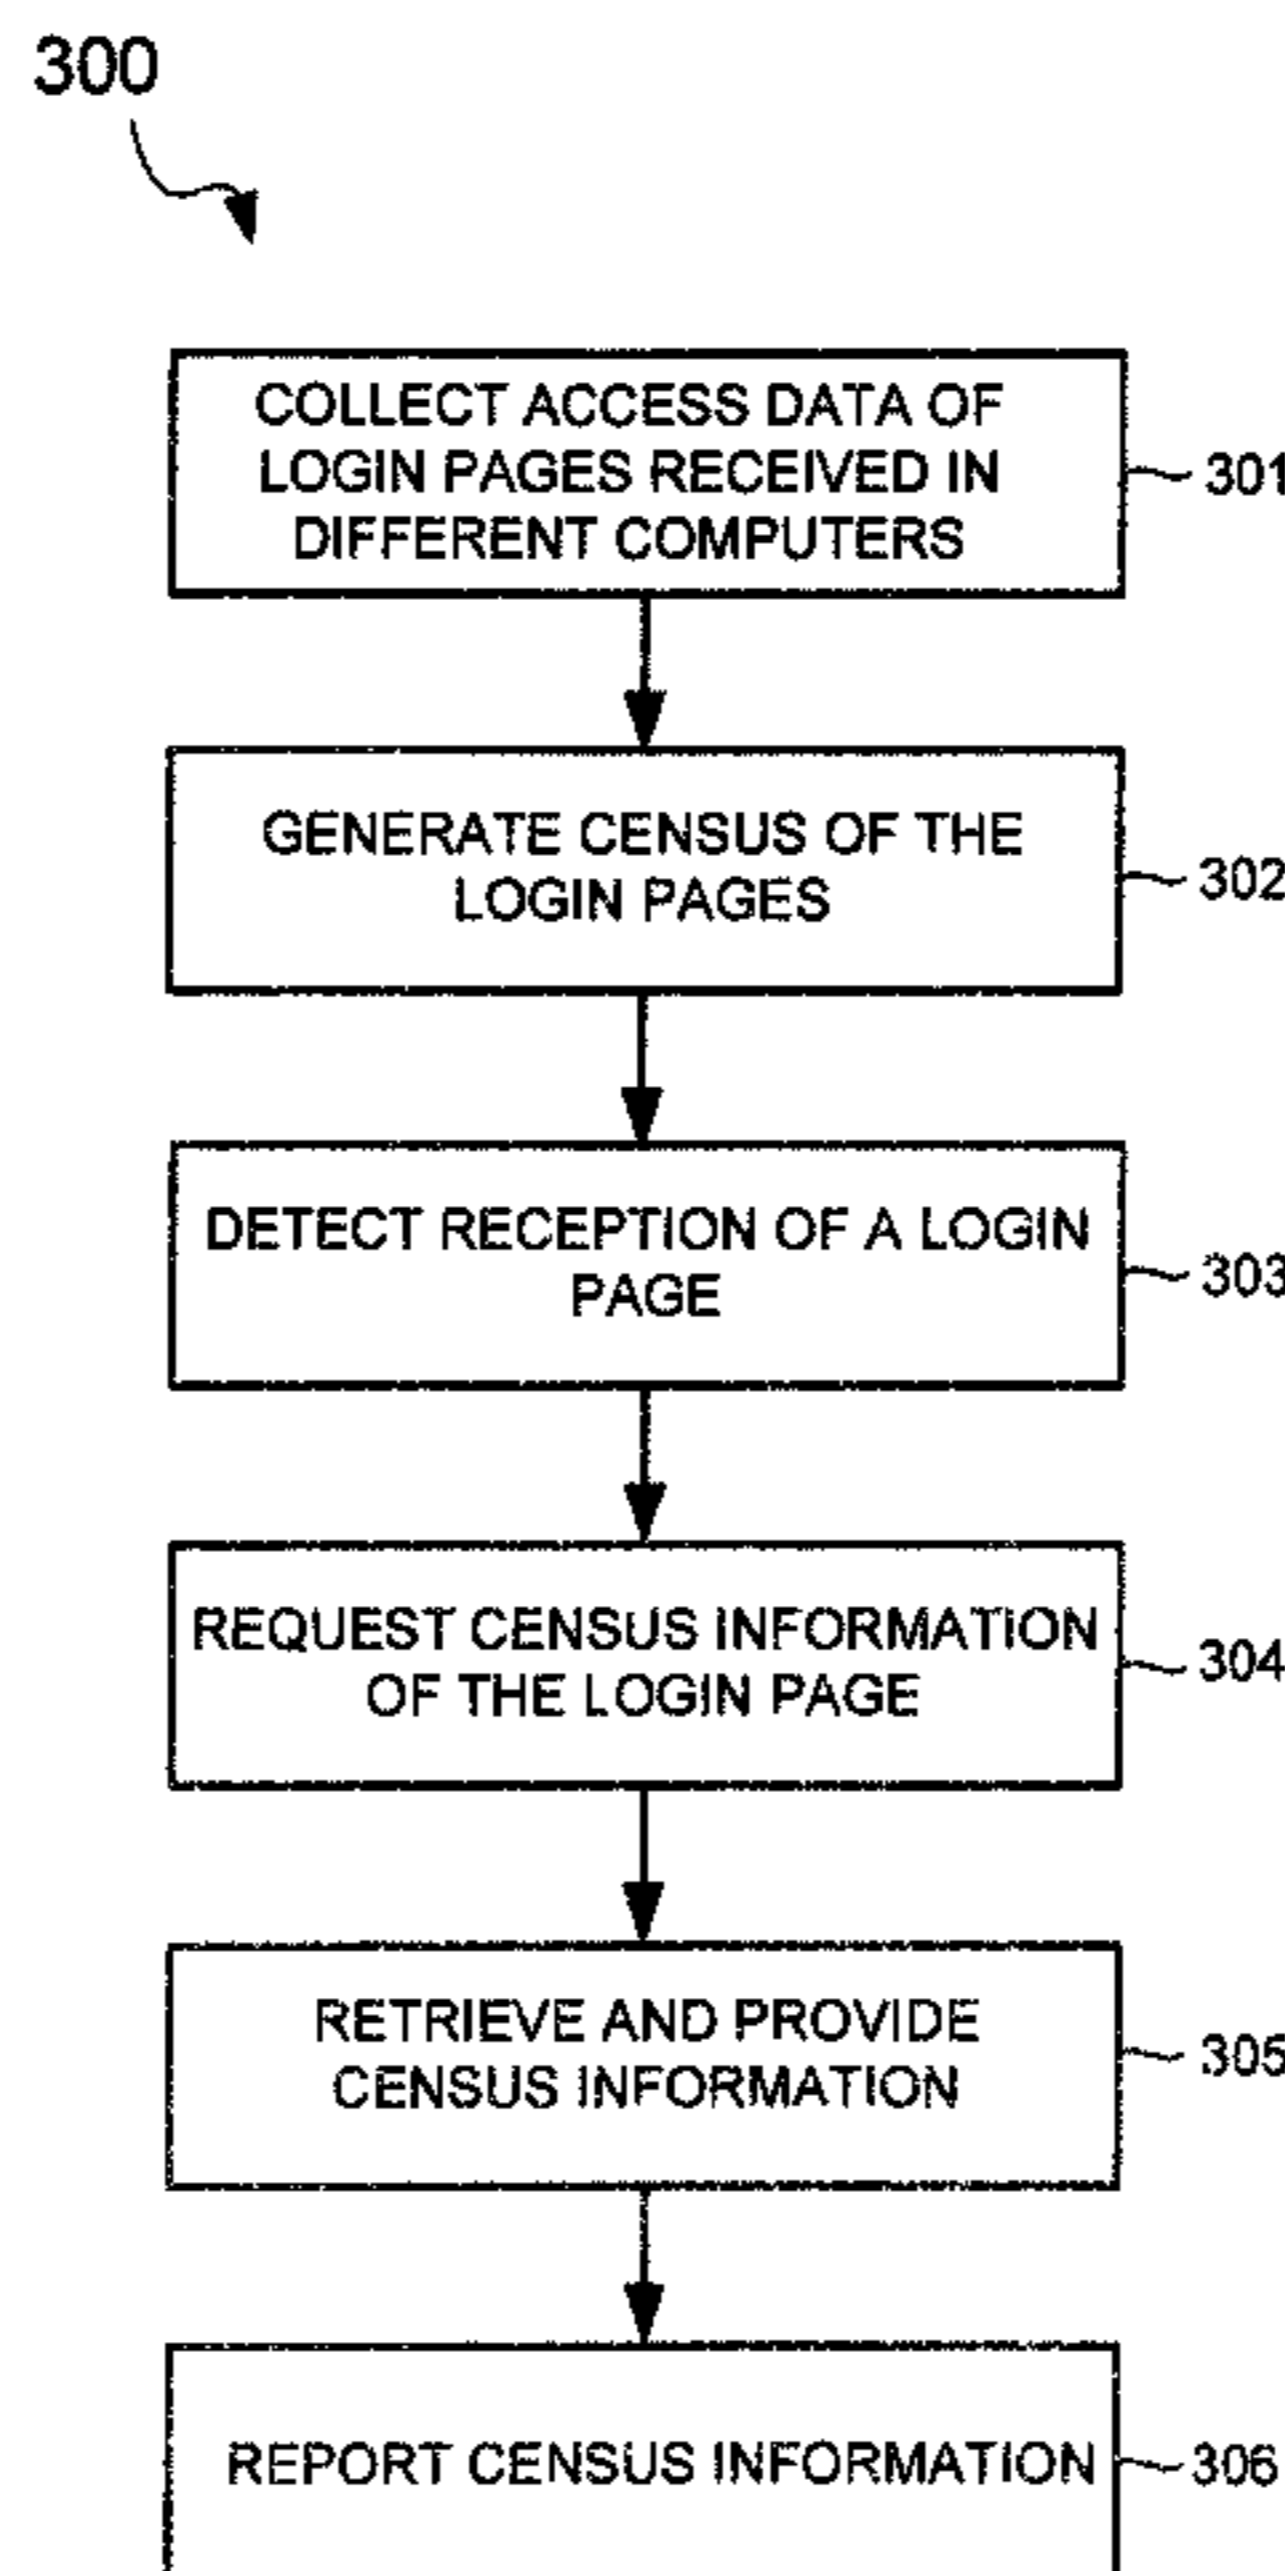 300
COLLECT ACCESS DATA OF
LOGIN PAGES RECEIVED IN
DIFFERENT COMPUTERS
301
GENERATE CENSUS OF THE
LOGIN PAGES
302
DETECT RECEPTION OF A LOGIN
PAGE
303
REQUEST CENSUS INFORMATION
OF THE LOGIN PAGE
304
RETRIEVE AND PROVIDE
CENSUS INFORMATION
305
REPORT CENSUS INFORMATION
306